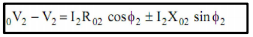 ₀V₂ − V₂ = I₂R₀₂ cosϕ₂ ± I₂X₀₂ sinϕ₂